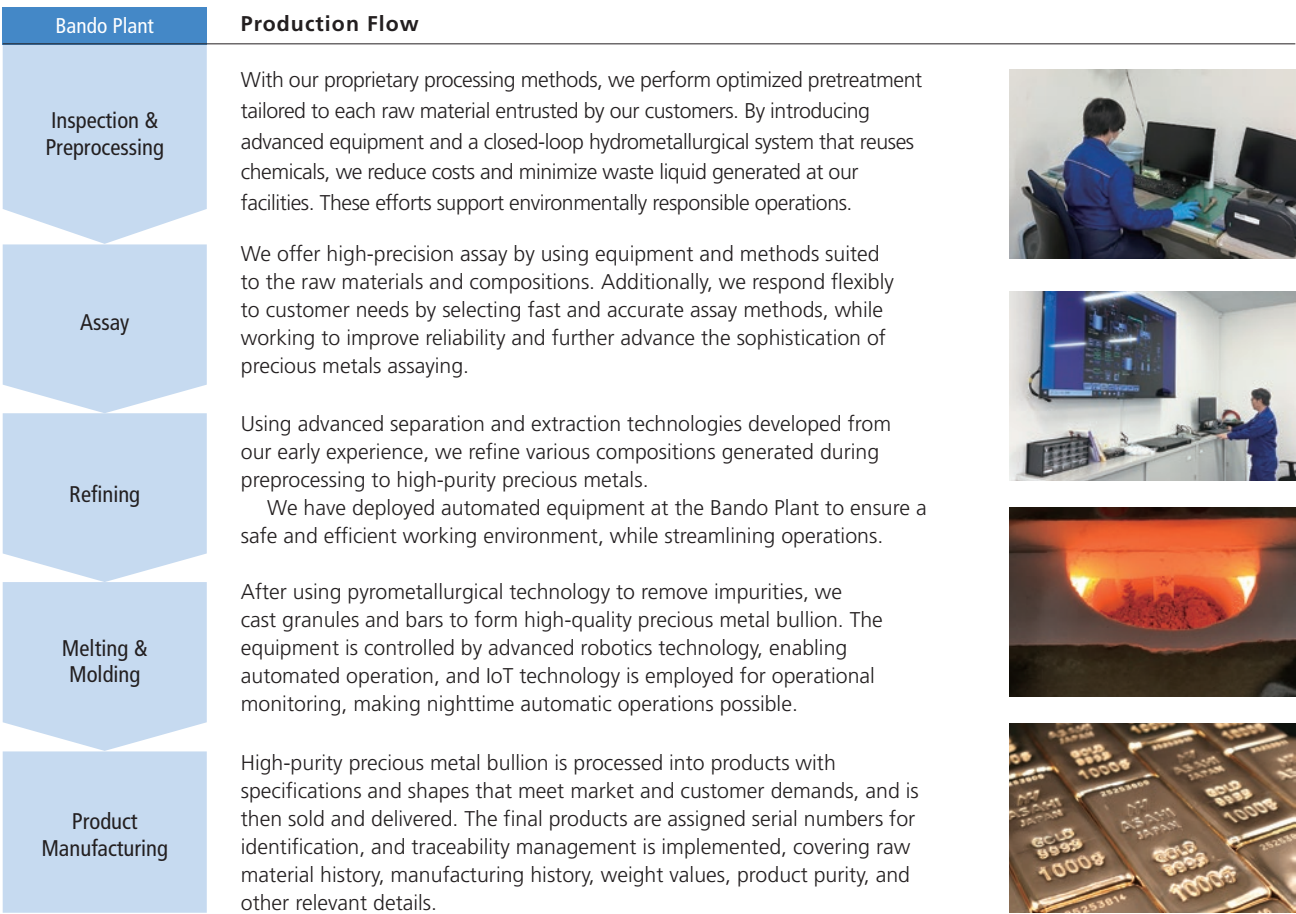 Bando Plant
Production Flow
Inspection &
Preprocessing
With our proprietary processing methods, we perform optimized pretreatment
tailored to each raw material entrusted by our customers. By introducing
advanced equipment and a closed-loop hydrometallurgical system that reuses
chemicals, we reduce costs and minimize waste liquid generated at our
facilities. These efforts support environmentally responsible operations.
Assay
We offer high-precision assay by using equipment and methods suited
to the raw materials and compositions. Additionally, we respond flexibly
to customer needs by selecting fast and accurate assay methods, while
working to improve reliability and further advance the sophistication of
precious metals assaying.
Refining
Using advanced separation and extraction technologies developed from
our early experience, we refine various compositions generated during
preprocessing to high-purity precious metals.
We have deployed automated equipment at the Bando Plant to ensure a
safe and efficient working environment, while streamlining operations.
Melting &
Molding
After using pyrometallurgical technology to remove impurities, we
cast granules and bars to form high-quality precious metal bullion. The
equipment is controlled by advanced robotics technology, enabling
automated operation, and IoT technology is employed for operational
monitoring, making nighttime automatic operations possible.
Product
Manufacturing
High-purity precious metal bullion is processed into products with
specifications and shapes that meet market and customer demands, and is
then sold and delivered. The final products are assigned serial numbers for
identification, and traceability management is implemented, covering raw
material history, manufacturing history, weight values, product purity, and
other relevant details.
GOLD
1000g
ASAHI
JAPAN
GOLD
1000g
ASAHI
JAPAN
GOLD
1000g